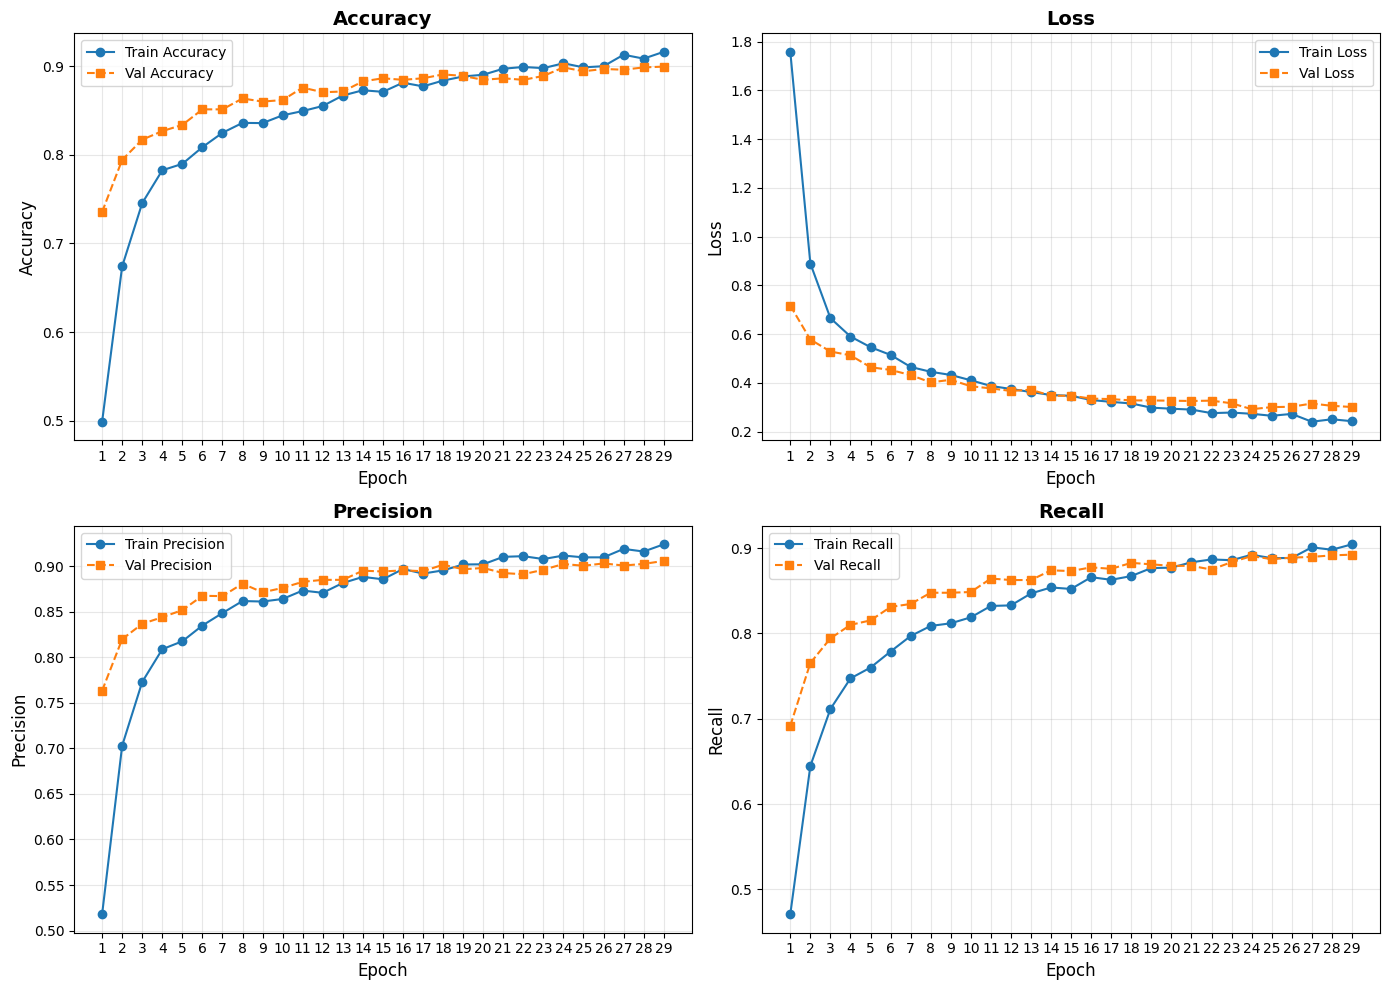 Accuracy
Train Accuracy
Val Accuracy
0.9
0.8
0.7
0.6
0.5
Accuracy
1 2 3 4 5 6 7 8 9 10 11 12 13 14 15 16 17 18 19 20 21 22 23 24 25 26 27 28 29
Epoch
Loss
Train Loss
Val Loss
1.8
1.6
1.4
1.2
1.0
0.8
0.6
0.4
0.2
Loss
1 2 3 4 5 6 7 8 9 10 11 12 13 14 15 16 17 18 19 20 21 22 23 24 25 26 27 28 29
Epoch
Precision
Train Precision
Val Precision
0.90
0.85
0.80
0.75
0.70
0.65
0.60
0.55
0.50
Precision
1 2 3 4 5 6 7 8 9 10 11 12 13 14 15 16 17 18 19 20 21 22 23 24 25 26 27 28 29
Epoch
Recall
Train Recall
Val Recall
0.9
0.8
0.7
0.6
0.5
Recall
1 2 3 4 5 6 7 8 9 10 11 12 13 14 15 16 17 18 19 20 21 22 23 24 25 26 27 28 29
Epoch